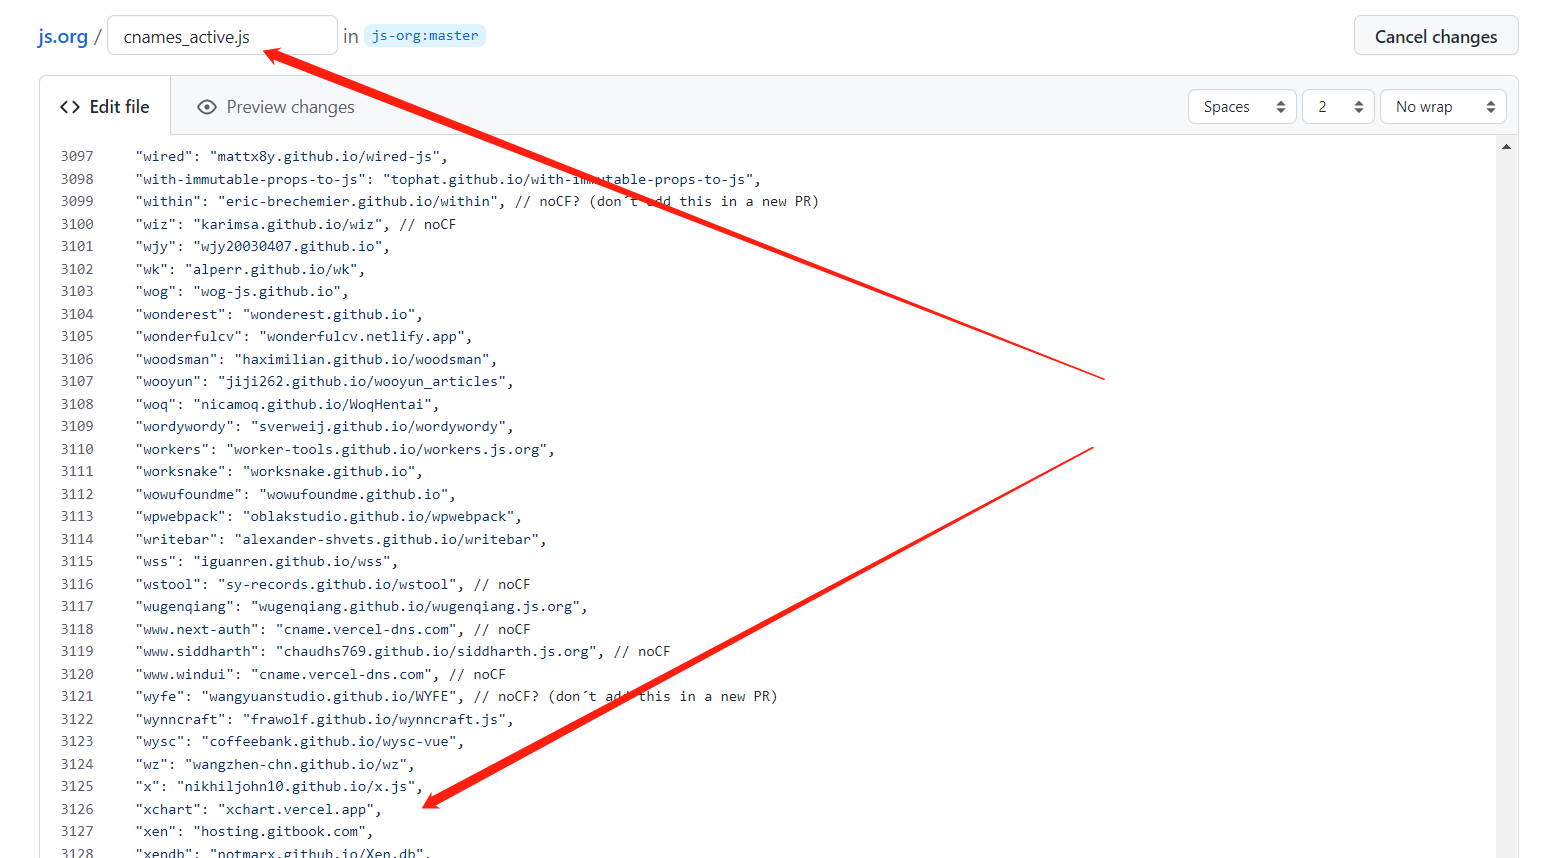 js.org / cnames_active.js in js-org:master Cancel changes
Edit file Preview changes Spaces 2 No wrap
3097 "wired": "mattx8y.github.io/wired-js",
3098 "with-immutable-props-to-js": "tophat.github.io/with-immutable-props-to-js",
3099 "within": "eric-brechemier.github.io/within", // noCF? (don´t add this in a new PR)
3100 "wiz": "karimsa.github.io/wiz", // noCF
3101 "wjy": "wjy20030407.github.io",
3102 "wk": "alperr.github.io/wk",
3103 "wog": "wog-js.github.io",
3104 "wonderest": "wonderest.github.io",
3105 "wonderfulcv": "wonderfulcv.netlify.app",
3106 "woodsman": "haximilian.github.io/woodsman",
3107 "wooyun": "jiji262.github.io/wooyun_articles",
3108 "woq": "nicamoq.github.io/WoqHentai",
3109 "wordywordy": "sverweij.github.io/wordywordy",
3110 "workers": "worker-tools.github.io/workers.js.org",
3111 "worksnake": "worksnake.github.io",
3112 "wowufoundme": "wowufoundme.github.io",
3113 "wpwebpack": "oblakstudio.github.io/wpwebpack",
3114 "writebar": "alexander-shvets.github.io/writebar",
3115 "wss": "iguanren.github.io/wss",
3116 "wstool": "sy-records.github.io/wstool", // noCF
3117 "wugenqiang": "wugenqiang.github.io/wugenqiang.js.org",
3118 "www.next-auth": "cname.vercel-dns.com", // noCF
3119 "www.siddharth": "chaudhs769.github.io/siddharth.js.org", // noCF
3120 "www.windui": "cname.vercel-dns.com", // noCF
3121 "wyfe": "wangyuanstudio.github.io/WYFE", // noCF? (don´t add this in a new PR)
3122 "wynncraft": "frawolf.github.io/wynncraft.js",
3123 "wysc": "coffeebank.github.io/wysc-vue",
3124 "wz": "wangzhen-chn.github.io/wz",
3125 "x": "nikhiljohn10.github.io/x.js",
3126 "xchart": "xchart.vercel.app",
3127 "xen": "hosting.gitbook.com",
3128 "xendb": "notmarx.github.io/Xen.db",